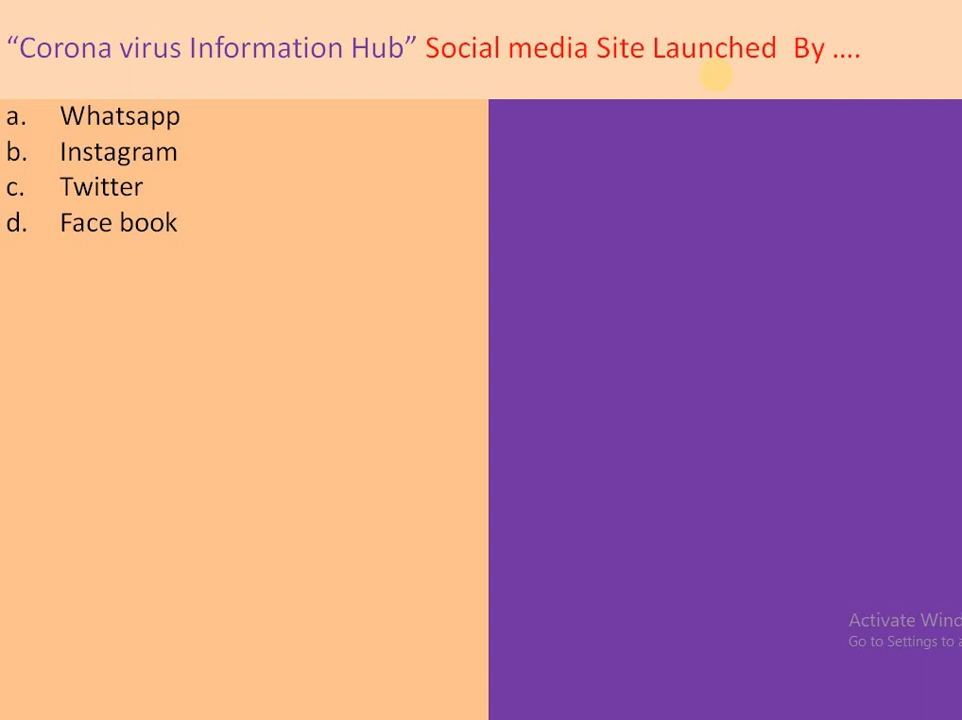 “Corona virus Information Hub” Social media Site Launched By ....
a. Whatsapp
b. Instagram
c. Twitter
d. Face book
Activate Wind
Go to Settings to a